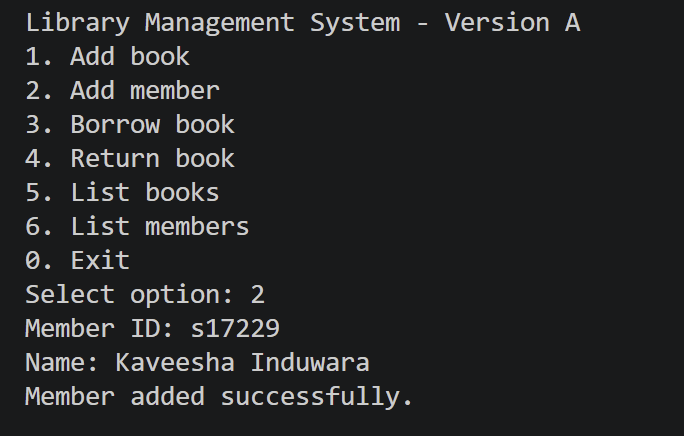 Library Management System - Version A
1. Add book
2. Add member
3. Borrow book
4. Return book
5. List books
6. List members
0. Exit
Select option: 2
Member ID: s17229
Name: Kaveesha Induwara
Member added successfully.